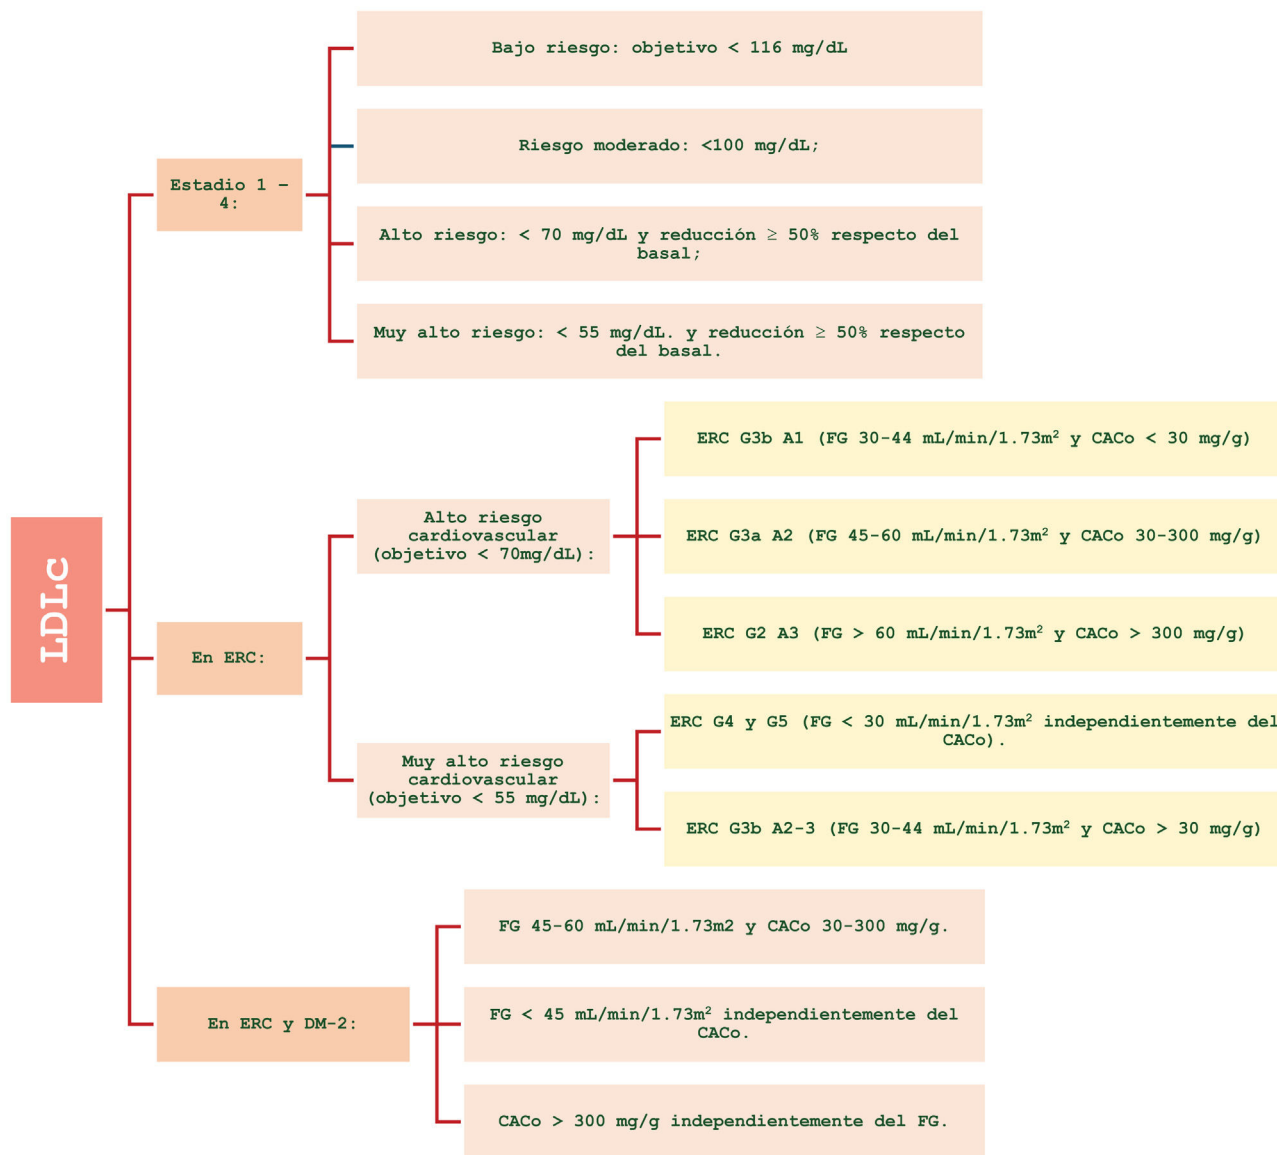 LDLc
Estadio 1 –
4:
Bajo riesgo: objetivo < 116 mg/dL
Riesgo moderado: <100 mg/dL;
Alto riesgo: < 70 mg/dL y reducción ≥ 50% respecto del
basal;
Muy alto riesgo: < 55 mg/dL. y reducción ≥ 50% respecto
del basal.
En ERC:
Alto riesgo
cardiovascular
(objetivo < 70mg/dL):
ERC G3b A1 (FG 30-44 mL/min/1.73m² y CACo < 30 mg/g)
ERC G3a A2 (FG 45-60 mL/min/1.73m² y CACo 30-300 mg/g)
ERC G2 A3 (FG > 60 mL/min/1.73m² y CACo > 300 mg/g)
Muy alto riesgo
cardiovascular
(objetivo < 55 mg/dL):
ERC G4 y G5 (FG < 30 mL/min/1.73m² independientemente del
CACo).
ERC G3b A2-3 (FG 30-44 mL/min/1.73m² y CACo > 30 mg/g)
En ERC y DM-2:
FG 45-60 mL/min/1.73m2 y CACo 30-300 mg/g.
FG < 45 mL/min/1.73m² independientemente del
CACo.
CACo > 300 mg/g independientemente del FG.